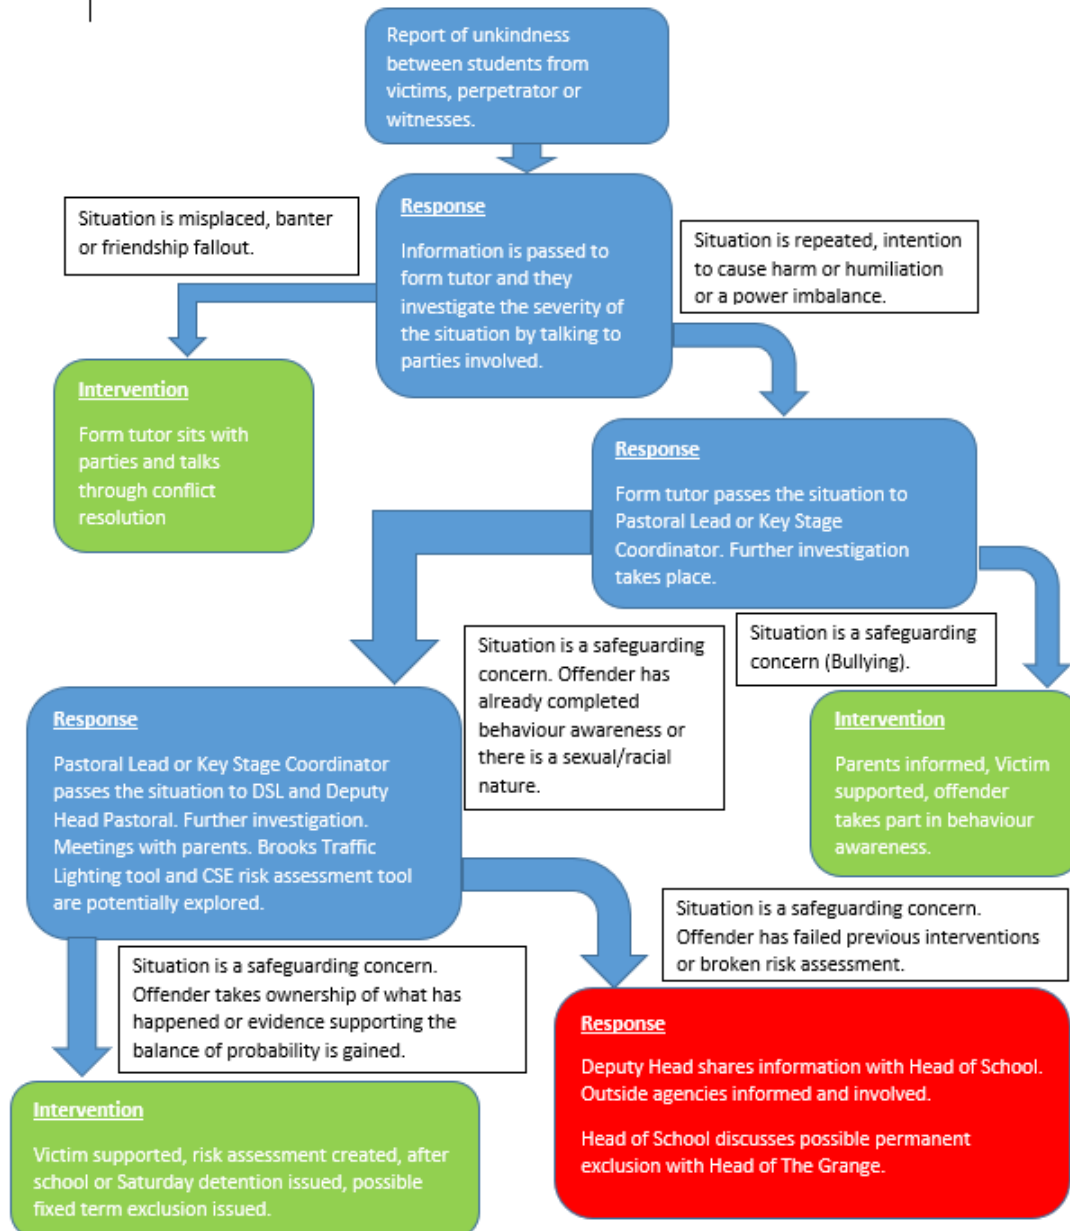 Report of unkindness
between students from
victims, perpetrator or
witnesses.
Situation is misplaced, banter
or friendship fallout.
Response
Information is passed to
form tutor and they
investigate the severity of
the situation by talking to
parties involved.
Situation is repeated, intention
to cause harm or humiliation
or a power imbalance.
Intervention
Form tutor sits with
parties and talks
through conflict
resolution
Response
Form tutor passes the situation to
Pastoral Lead or Key Stage
Coordinator. Further investigation
takes place.
Situation is a safeguarding
concern. Offender has
already completed
behaviour awareness or
there is a sexual/racial
nature.
Situation is a safeguarding
concern (Bullying).
Response
Pastoral Lead or Key Stage Coordinator
passes the situation to DSL and Deputy
Head Pastoral. Further investigation.
Meetings with parents. Brooks Traffic
Lighting tool and CSE risk assessment tool
are potentially explored.
Intervention
Parents informed, Victim
supported, offender
takes part in behaviour
awareness.
Situation is a safeguarding concern.
Offender has failed previous interventions
or broken risk assessment.
Situation is a safeguarding concern.
Offender takes ownership of what has
happened or evidence supporting the
balance of probability is gained.
Response
Deputy Head shares information with Head of School.
Outside agencies informed and involved.
Head of School discusses possible permanent
exclusion with Head of The Grange.
Intervention
Victim supported, risk assessment created, after
school or Saturday detention issued, possible
fixed term exclusion issued.